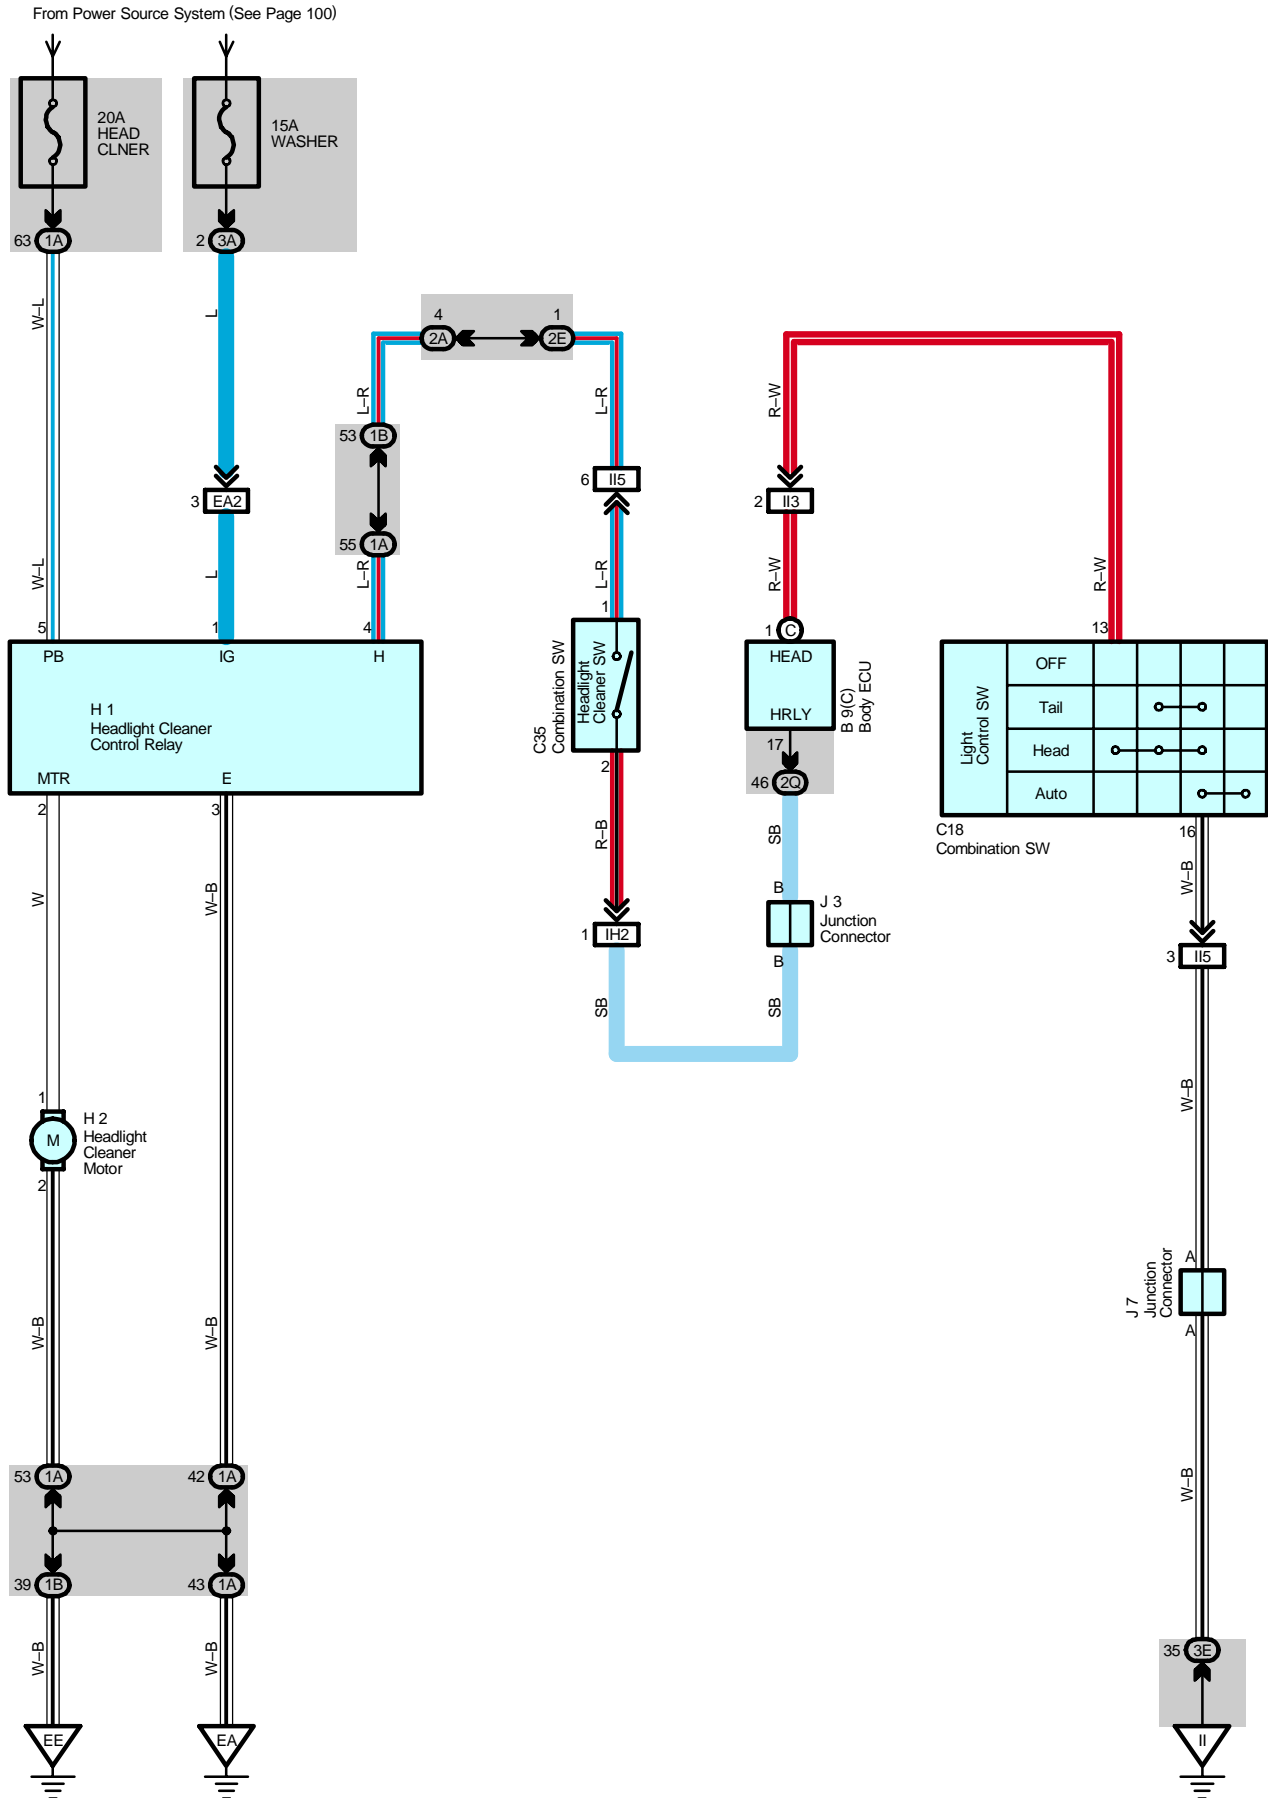 From Power Source System (See Page 100)
20A
HEAD
CLNER
15A
WASHER
63 1A
2 3A
W–L
L
4
1
2A
2E
L–R
L–R
R–W
53 1B
6 II5
3 EA2
2 II3
55 1A
W–L
L
L–R
L–R
R–W
R–W
5
1
4
1
1 C
13
PB
IG
H
H 1
Headlight Cleaner
Control Relay
MTR
E
C35
Combination SW
Headlight
Cleaner SW
HEAD
HRLY
B 9(C)
Body ECU
Light
Control SW
OFF
Tail
Head
Auto
2
3
2
17
46 2Q
C18
Combination SW
16
W
W–B
R–B
SB
W–B
B
J 3
Junction
Connector
B
1 IH2
3 II5
SB
SB
W–B
1
M
H 2
Headlight
Cleaner
Motor
2
A
J 7
Junction
Connector
A
W–B
W–B
W–B
53 1A
42 1A
39 1B
43 1A
W–B
W–B
35 3E
EE
EA
II